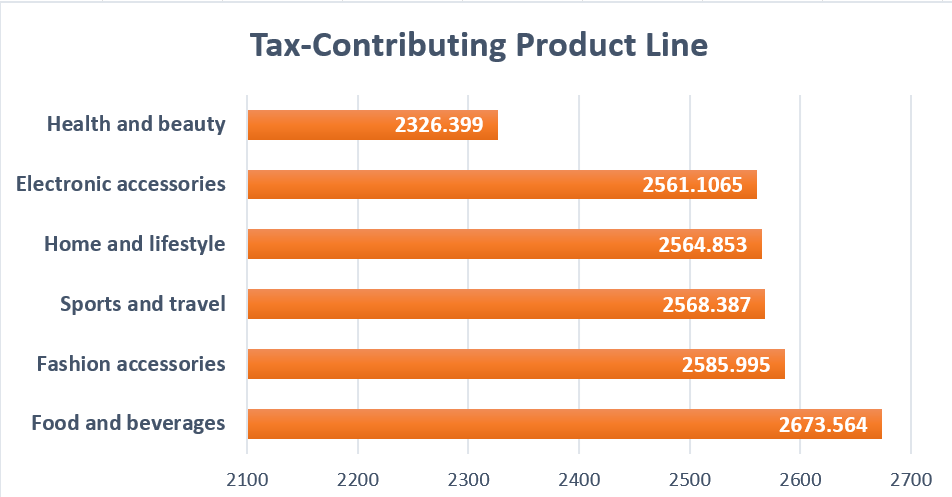 Tax-Contributing Product Line
Health and beauty 2326.399
Electronic accessories 2561.1065
Home and lifestyle 2564.853
Sports and travel 2568.387
Fashion accessories 2585.995
Food and beverages 2673.564
2100 2200 2300 2400 2500 2600 2700